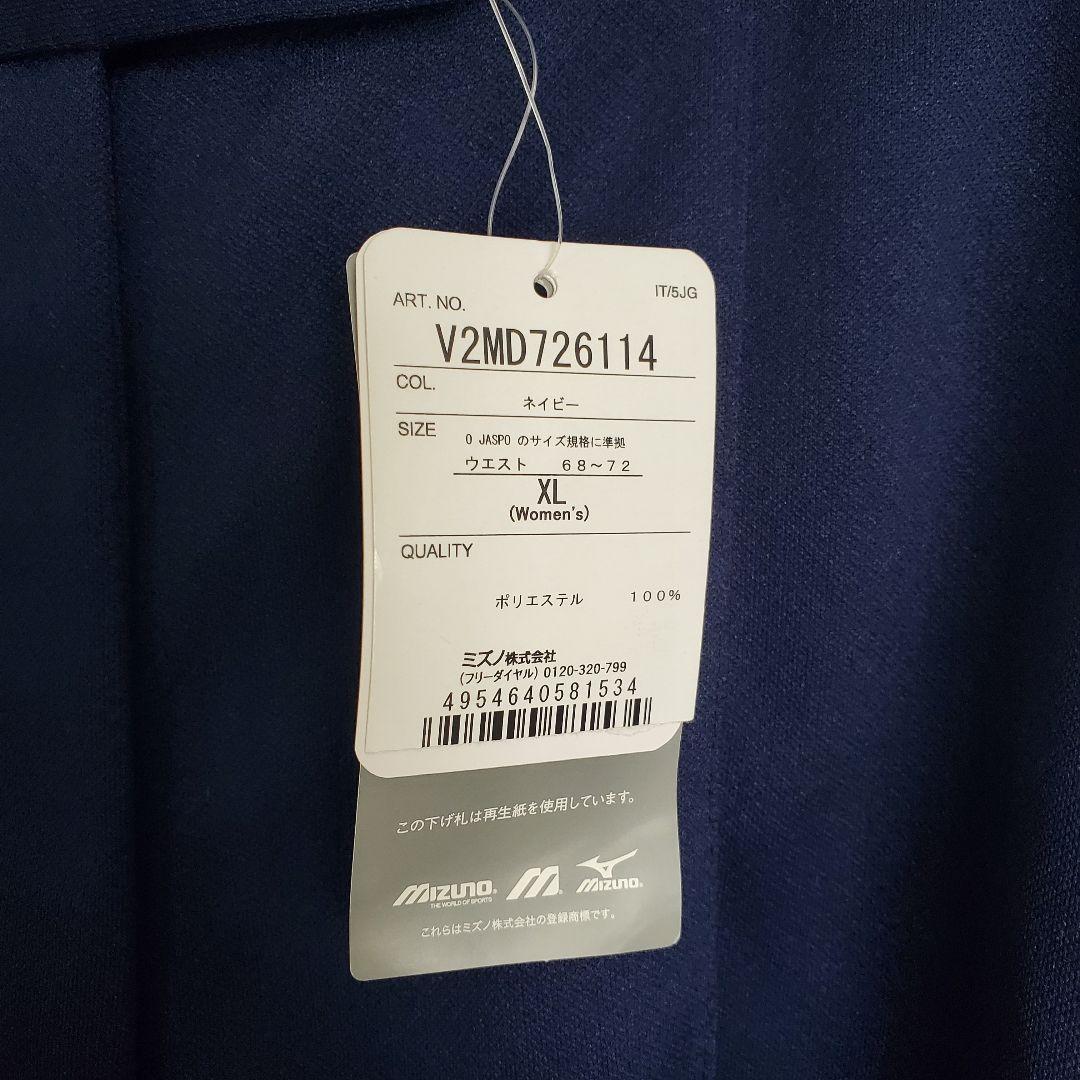 ART. NO.
IT/5JG
V2MD726114
COL.
ネイビー
SIZE
O JASPO のサイズ規格に準拠
ウエスト 68～72
XL
(Women's)
QUALITY
ポリエステル 100%
ミズノ株式会社
(フリーダイヤル) 0120-320-799
4954640581534
この下げ札は再生紙を使用しています。
MIZUNO® M® MIZUNO®
THE WORLD OF SPORTS
これらはミズノ株式会社の登録商標です。